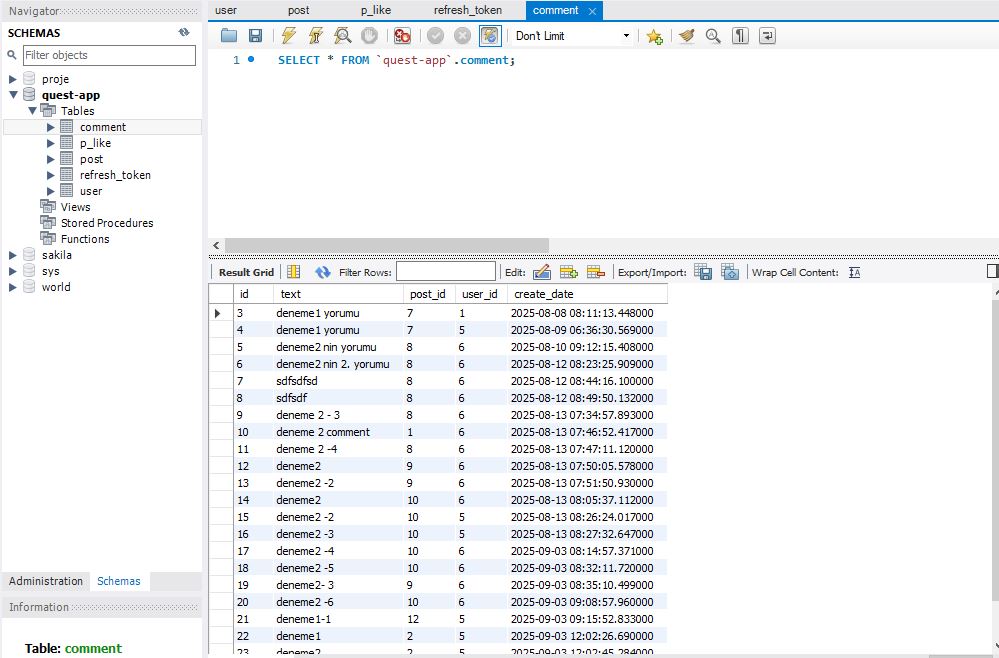 Navigator
SCHEMAS
Filter objects
proje
quest-app
Tables
comment
p_like
post
refresh_token
user
Views
Stored Procedures
Functions
sakila
sys
world
Administration Schemas
Information
Table: comment
user post p_like refresh_token comment
Don't Limit
1 SELECT * FROM `quest-app`.comment;
Result Grid Filter Rows: Edit: Export/Import: Wrap Cell Content:
id text post_id user_id create_date
3 deneme1 yorumu 7 1 2025-08-08 08:11:13.448000
4 deneme1 yorumu 7 5 2025-08-09 06:36:30.569000
5 deneme2 nin yorumu 8 6 2025-08-10 09:12:15.408000
6 deneme2 nin 2. yorumu 8 6 2025-08-12 08:23:25.909000
7 sdfsdfsd 8 6 2025-08-12 08:44:16.100000
8 sdfsdf 8 6 2025-08-12 08:49:50.132000
9 deneme 2 - 3 8 6 2025-08-13 07:34:57.893000
10 deneme 2 comment 1 6 2025-08-13 07:46:52.417000
11 deneme 2 -4 8 6 2025-08-13 07:47:11.120000
12 deneme2 9 6 2025-08-13 07:50:05.578000
13 deneme2 -2 9 6 2025-08-13 07:51:50.930000
14 deneme2 10 6 2025-08-13 08:05:37.112000
15 deneme2 -2 10 5 2025-08-13 08:26:24.017000
16 deneme2 -3 10 5 2025-08-13 08:27:32.647000
17 deneme2 -4 10 6 2025-09-03 08:14:57.371000
18 deneme2 -5 10 6 2025-09-03 08:32:11.720000
19 deneme2- 3 9 6 2025-09-03 08:35:10.499000
20 deneme2 -6 10 6 2025-09-03 09:08:57.960000
21 deneme1-1 12 5 2025-09-03 09:15:52.833000
22 deneme1 2 5 2025-09-03 12:02:26.690000
23 deneme2 2 5 2025-09-03 12:02:45.284000